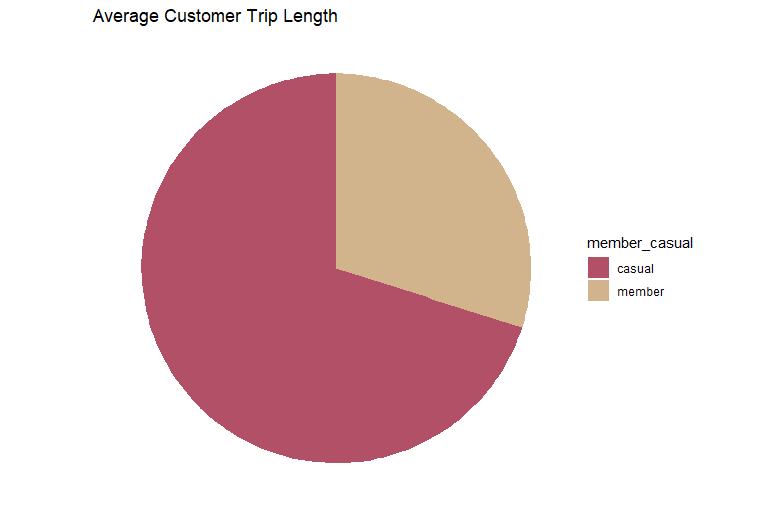 Average Customer Trip Length
member_casual
casual
member